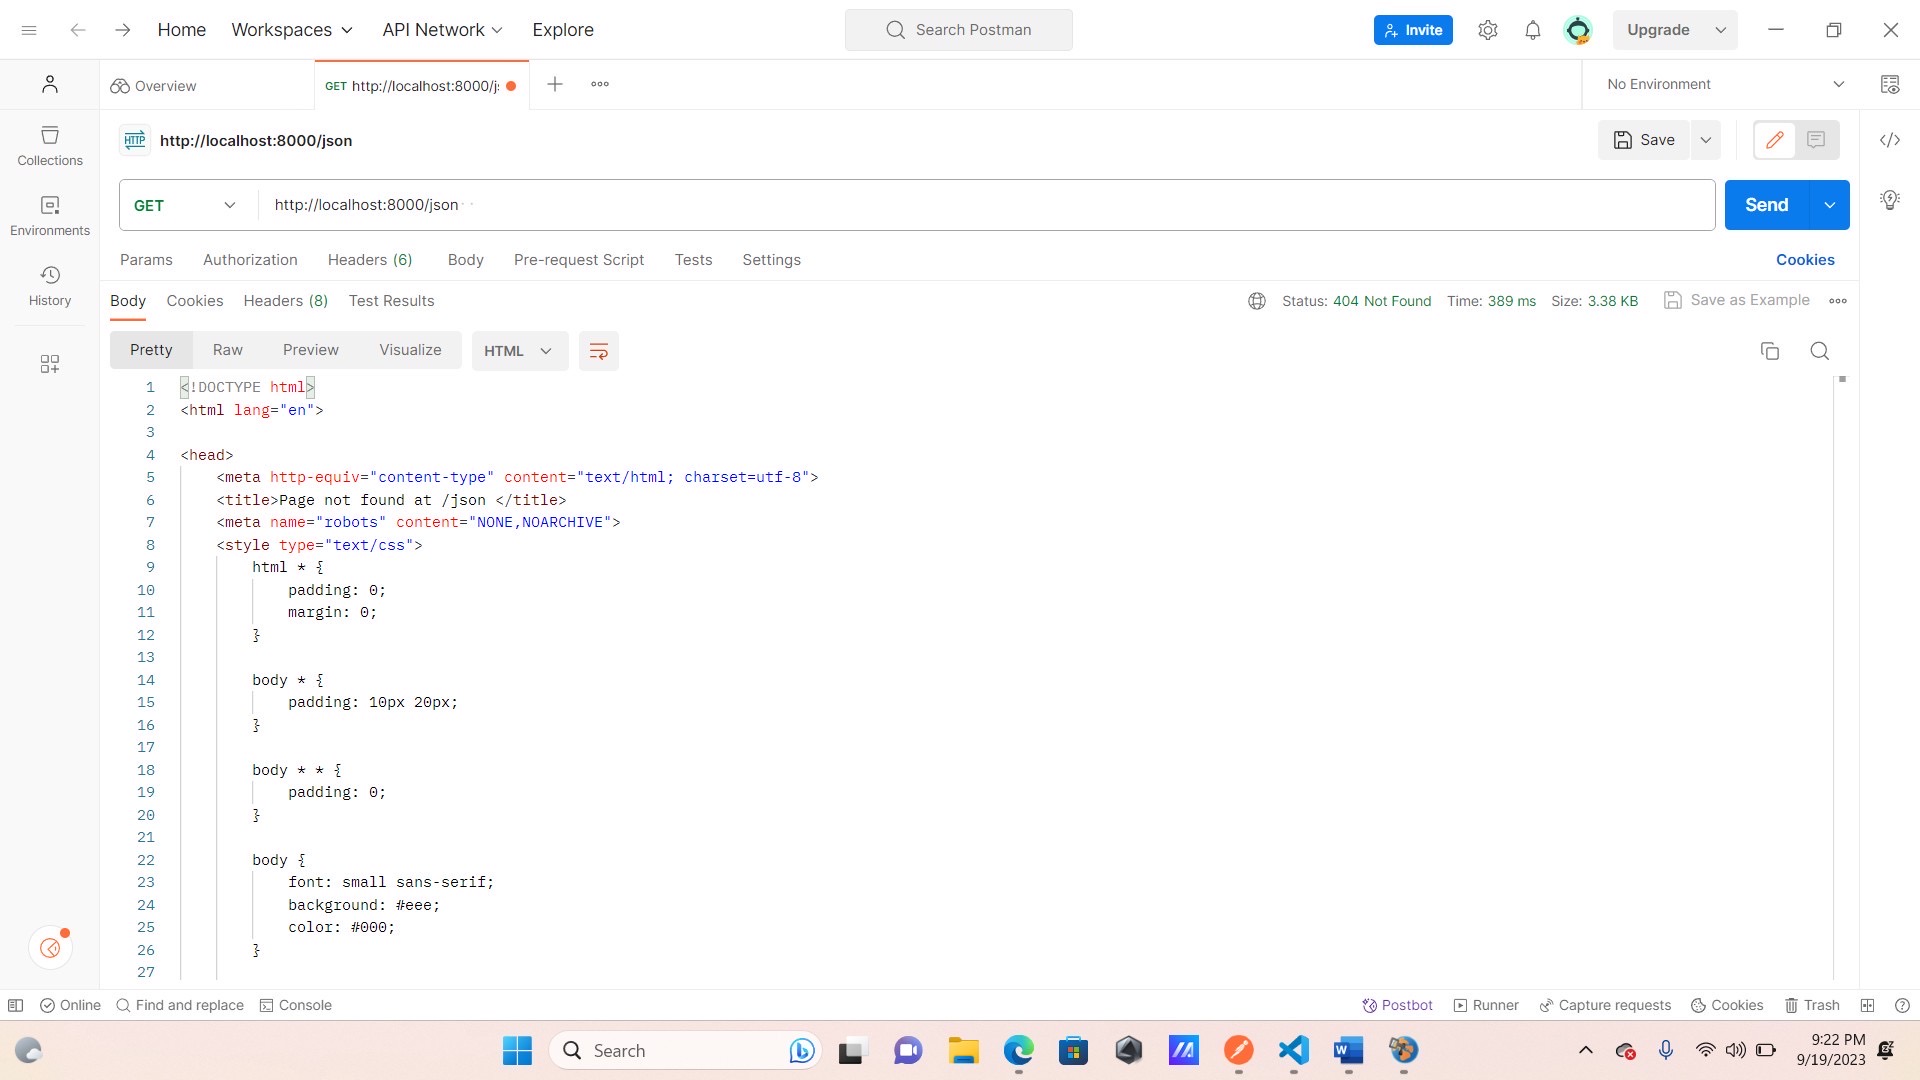 Home Workspaces API Network Explore Search Postman Invite Upgrade
Overview GET http://localhost:8000/j: No Environment
HTTP http://localhost:8000/json Save
Collections
GET http://localhost:8000/json Send
Environments
Params Authorization Headers (6) Body Pre-request Script Tests Settings Cookies
History
Body Cookies Headers (8) Test Results Status: 404 Not Found Time: 389 ms Size: 3.38 KB Save as Example
Pretty Raw Preview Visualize HTML
1 <!DOCTYPE html>
2 <html lang="en">
3
4 <head>
5 <meta http-equiv="content-type" content="text/html; charset=utf-8">
6 <title>Page not found at /json </title>
7 <meta name="robots" content="NONE,NOARCHIVE">
8 <style type="text/css">
9 html * {
10 padding: 0;
11 margin: 0;
12 }
13
14 body * {
15 padding: 10px 20px;
16 }
17
18 body * * {
19 padding: 0;
20 }
21
22 body {
23 font: small sans-serif;
24 background: #eee;
25 color: #000;
26 }
27
Online Find and replace Console Postbot Runner Capture requests Cookies Trash
Search 9:22 PM
9/19/2023